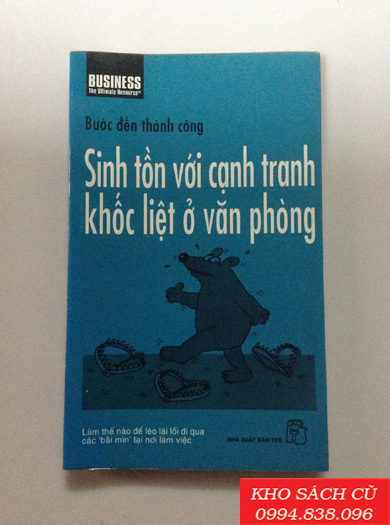 BUSINESS
The Ultimate Resource
Bước đến thành công
Sinh tồn với cạnh tranh
khốc liệt ở văn phòng
Làm thế nào để lèo lái lối đi qua
các 'bãi mìn' tại nơi làm việc
NHÀ XUẤT BẢN TRẺ
KHO SÁCH CŨ
0994.838.096